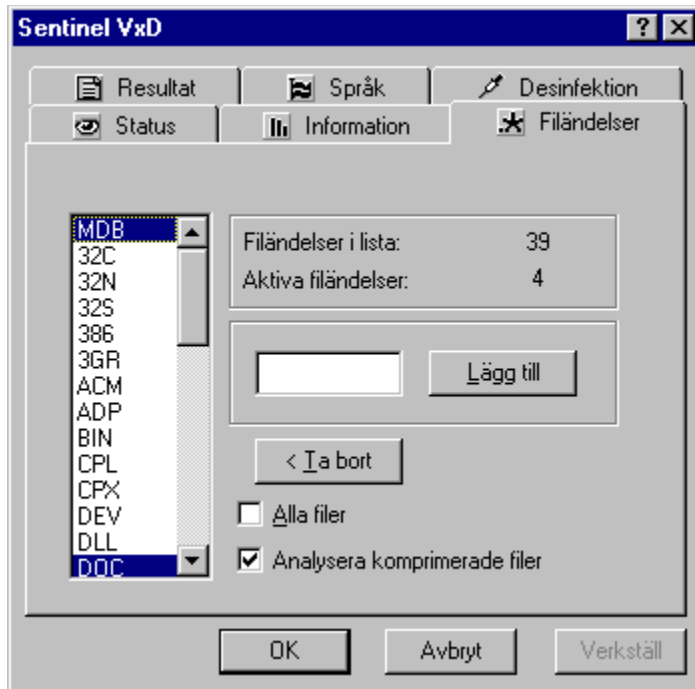 Sentinel VxD
Resultat
Språk
Desinfektion
Status
Information
Filändelser
MDB
32C
32N
32S
386
3GR
ACM
ADP
BIN
CPL
CPX
DEV
DLL
DOC
Filändelser i lista: 39
Aktiva filändelser: 4
Lägg till
< Ta bort
Alla filer
Analysera komprimerade filer
OK
Avbryt
Verkställ